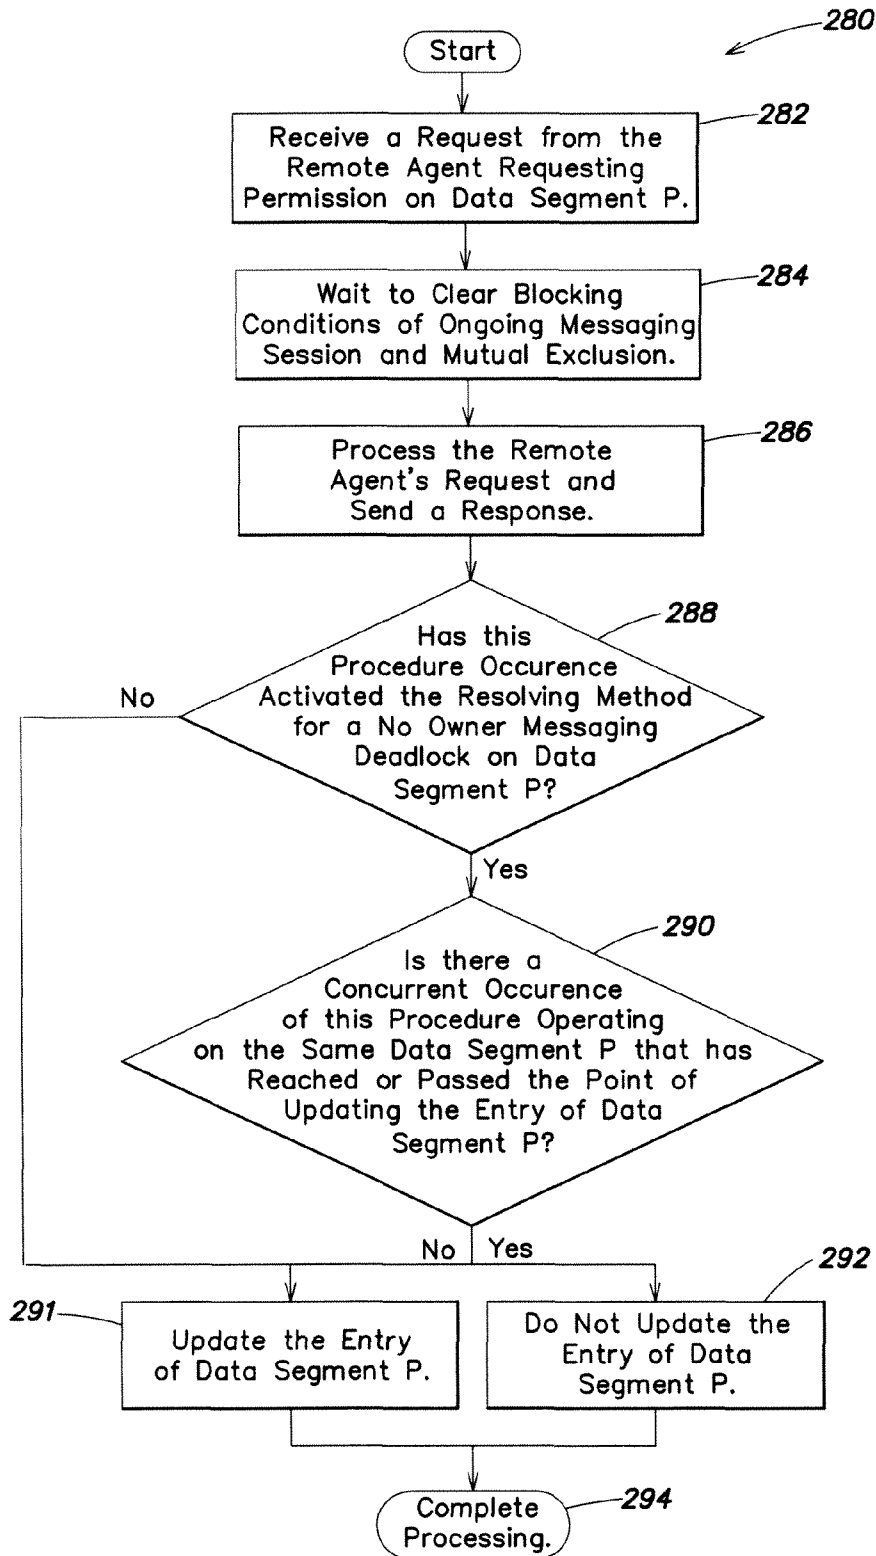 280
Start
282
Receive a Request from the
Remote Agent Requesting
Permission on Data Segment P.
284
Wait to Clear Blocking
Conditions of Ongoing Messaging
Session and Mutual Exclusion.
286
Process the Remote
Agent's Request and
Send a Response.
288
Has this
Procedure Occurence
Activated the Resolving Method
for a No Owner Messaging
Deadlock on Data
Segment P?
No
Yes
290
Is there a
Concurrent Occurence
of this Procedure Operating
on the Same Data Segment P that has
Reached or Passed the Point of
Updating the Entry of Data
Segment P?
No
Yes
291
Update the Entry
of Data Segment P.
292
Do Not Update the
Entry of Data
Segment P.
Complete
Processing.
294